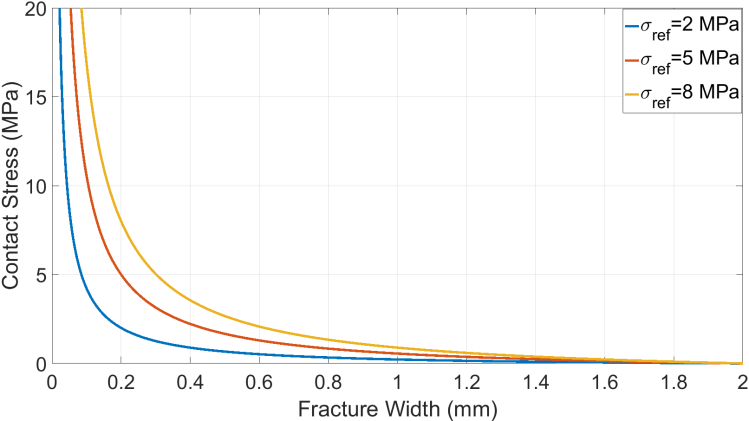 20
15
10
5
0
Contact Stress (MPa)
σref=2 MPa
σref=5 MPa
σref=8 MPa
0 0.2 0.4 0.6 0.8 1 1.2 1.4 1.6 1.8 2
Fracture Width (mm)